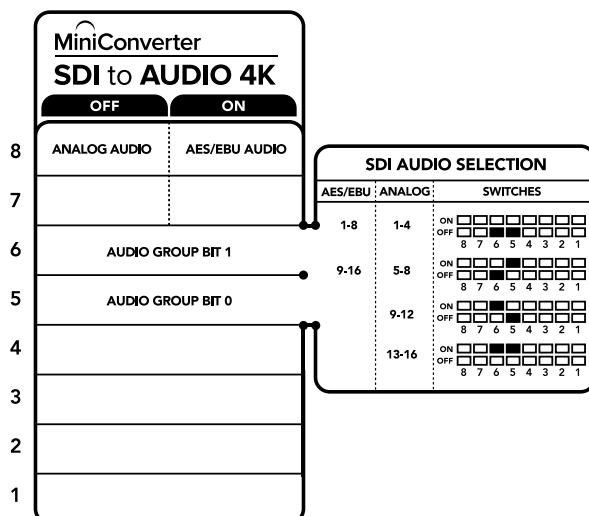 MiniConverter
SDI to AUDIO 4K
OFF ON
8 ANALOG AUDIO AES/EBU AUDIO
7
6 AUDIO GROUP BIT 1
5 AUDIO GROUP BIT 0
4
3
2
1
SDI AUDIO SELECTION
AES/EBU ANALOG SWITCHES
1-8 1-4 ON
OFF
8 7 6 5 4 3 2 1
9-16 5-8 ON
OFF
8 7 6 5 4 3 2 1
9-12 ON
OFF
8 7 6 5 4 3 2 1
13-16 ON
OFF
8 7 6 5 4 3 2 1